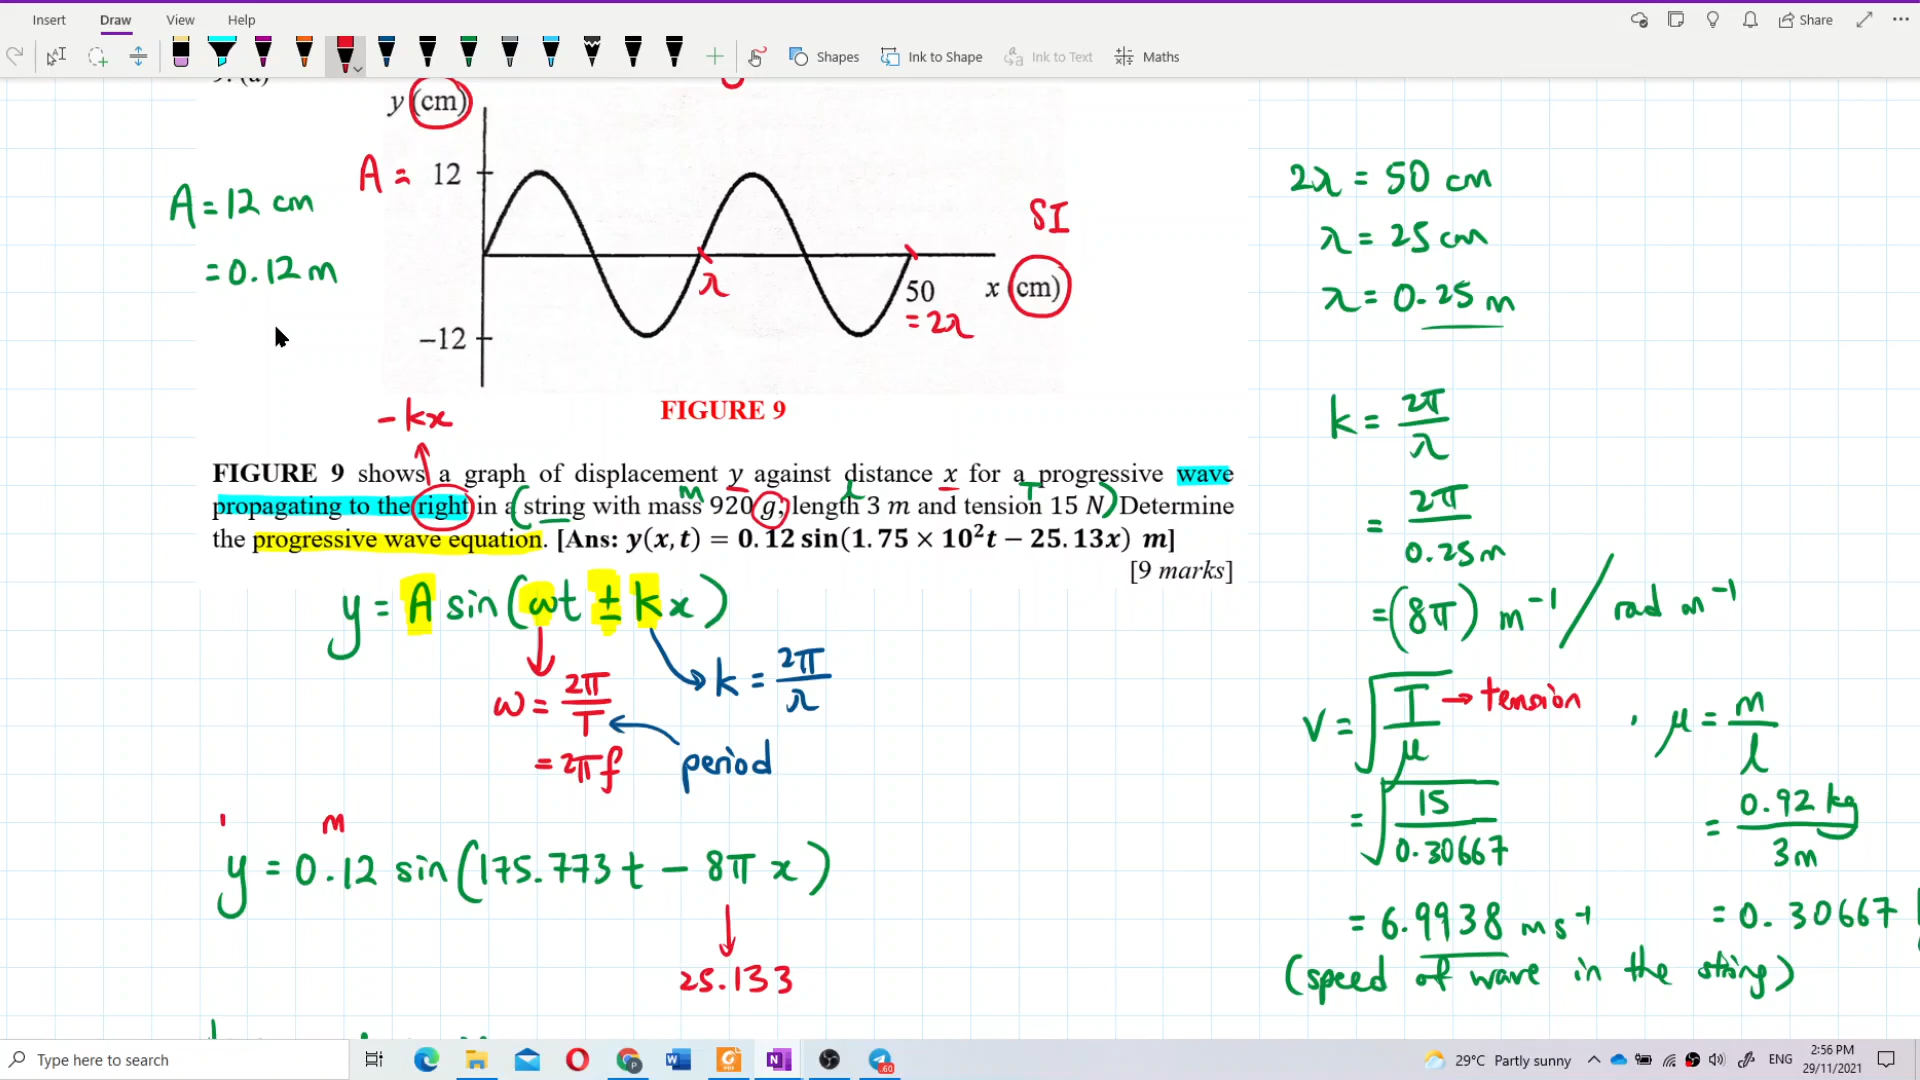 Insert Draw View Help
Share
Shapes Ink to Shape Ink to Text Maths
y (cm)
A = 12
-12
λ
50
= 2λ
x (cm)
SI
A = 12 cm
= 0.12 m
FIGURE 9
- kx
m l T
FIGURE 9 shows a graph of displacement y against distance x for a progressive wave
propagating to the right in a (string with mass 920 g; length 3 m and tension 15 N) Determine
the progressive wave equation. [Ans: y(x, t) = 0.12 sin(1.75 × 10²t − 25.13x) m]
[9 marks]
y = A sin(ωt ± kx)
ω = 2π/T
= 2πf
period
k = 2π/λ
m
y = 0.12 sin(175.773t − 8π x)
25.133
2λ = 50 cm
λ = 25 cm
λ = 0.25 m
k = 2π/λ
= 2π/0.25m
= (8π) m⁻¹ / rad m⁻¹
v = √(T/μ) → tension , μ = m/l
= √(15/0.30667)
= 0.92 kg/3m
= 6.9938 ms⁻¹
= 0.30667
(speed of wave in the string)
Type here to search
60
29°C Partly sunny
ENG
2:56 PM
29/11/2021